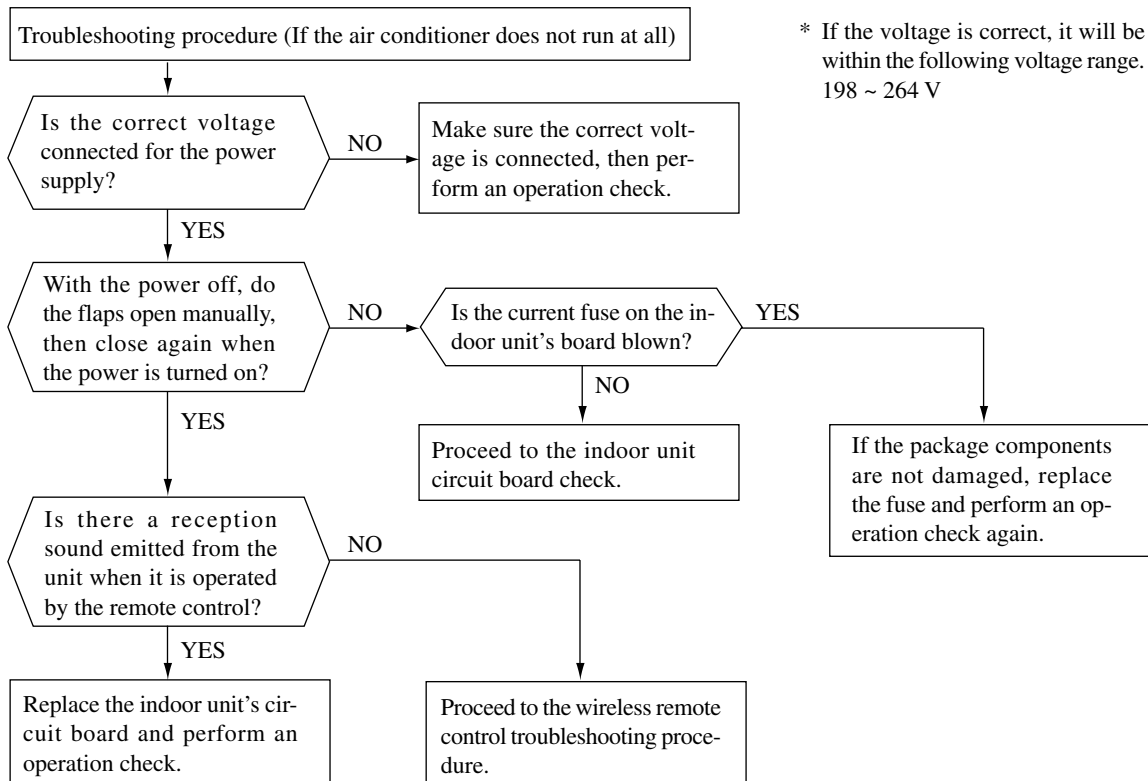 Troubleshooting procedure (If the air conditioner does not run at all)
* If the voltage is correct, it will be
within the following voltage range.
198 ~ 264 V
Is the correct voltage
connected for the power
supply?
NO
Make sure the correct volt-
age is connected, then per-
form an operation check.
YES
With the power off, do
the flaps open manually,
then close again when
the power is turned on?
NO
Is the current fuse on the in-
door unit's board blown?
YES
NO
YES
Proceed to the indoor unit
circuit board check.
If the package components
are not damaged, replace
the fuse and perform an op-
eration check again.
Is there a reception
sound emitted from the
unit when it is operated
by the remote control?
NO
YES
Replace the indoor unit's cir-
cuit board and perform an
operation check.
Proceed to the wireless remote
control troubleshooting proce-
dure.